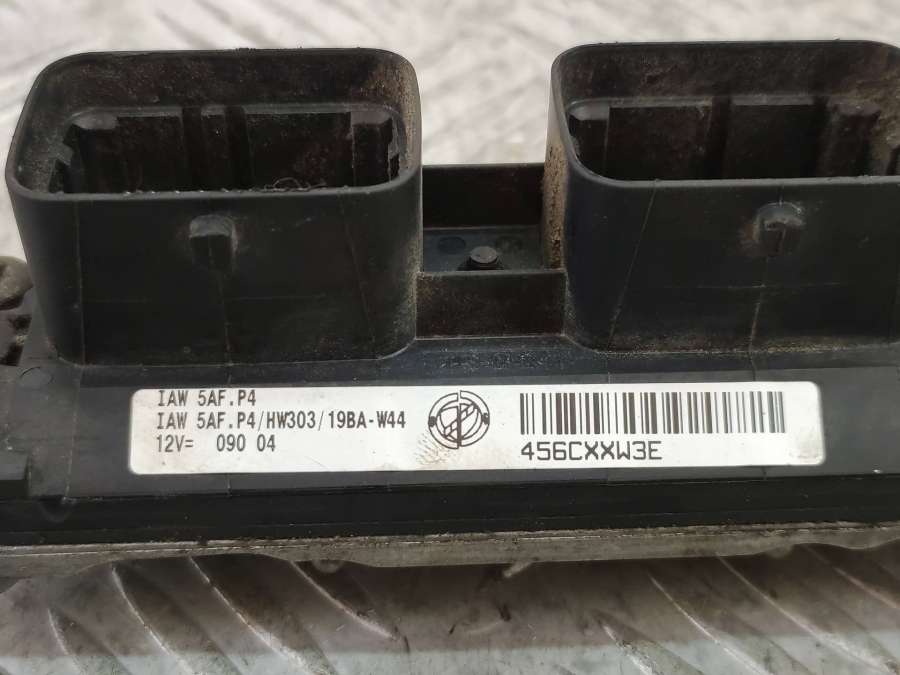 IAW 5AF.P4
IAW 5AF.P4/HW303/19BA-W44
12V= 090 04
456CXXW3E